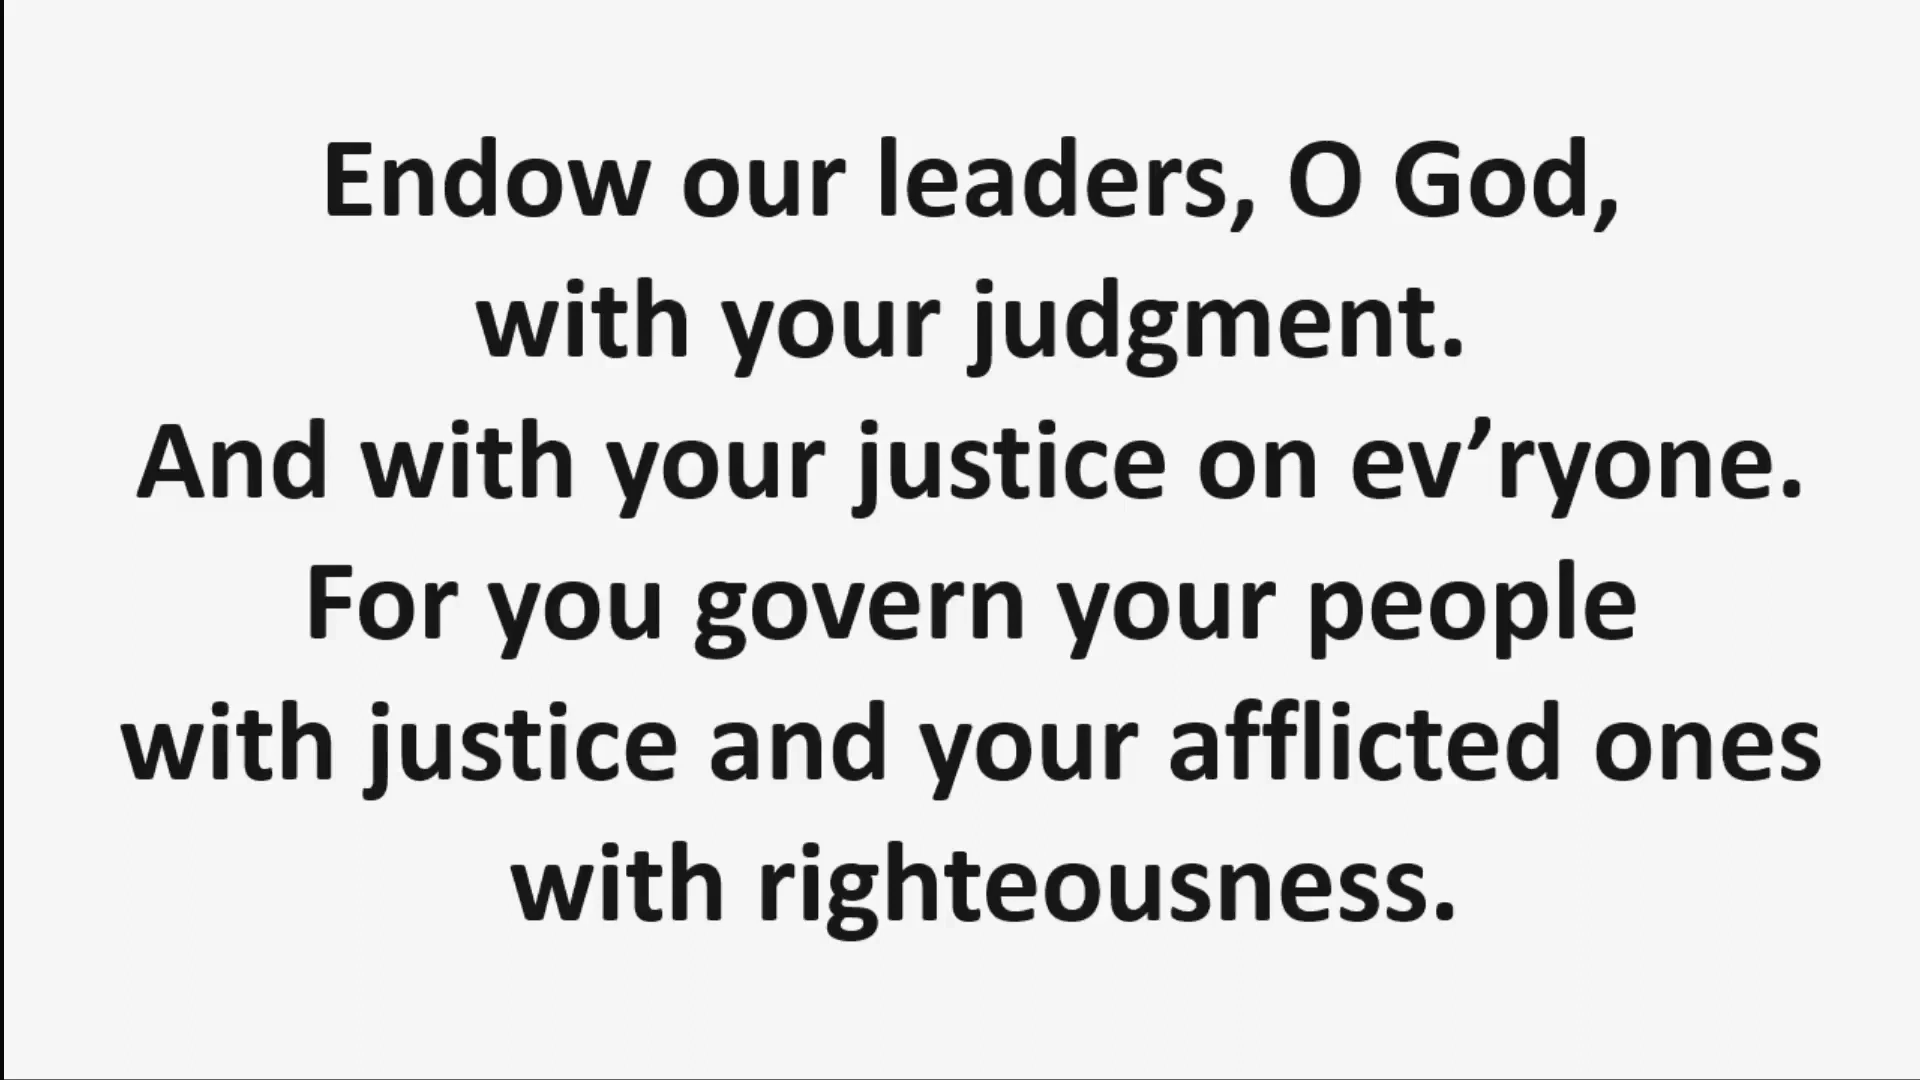 Endow our leaders, O God,
with your judgment.
And with your justice on ev’ryone.
For you govern your people
with justice and your afflicted ones
with righteousness.